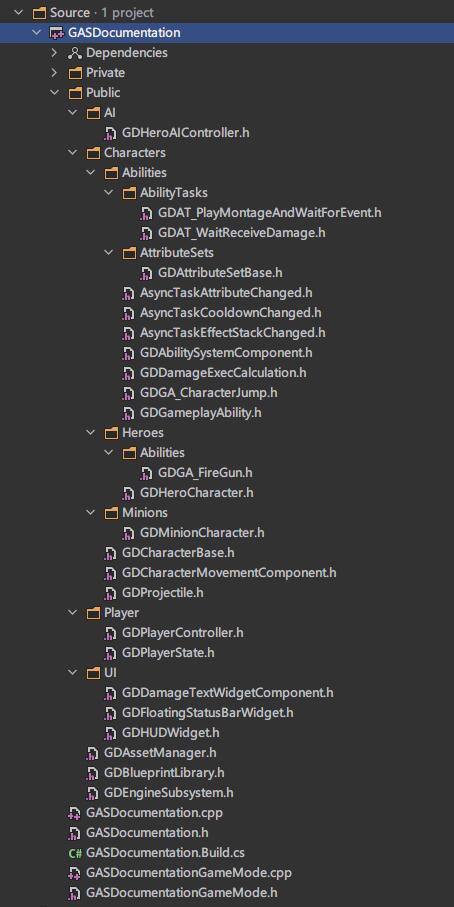 Source · 1 project
GASDocumentation
Dependencies
Private
Public
AI
GDHeroAIController.h
Characters
Abilities
AbilityTasks
GDAT_PlayMontageAndWaitForEvent.h
GDAT_WaitReceiveDamage.h
AttributeSets
GDAttributeSetBase.h
AsyncTaskAttributeChanged.h
AsyncTaskCooldownChanged.h
AsyncTaskEffectStackChanged.h
GDAbilitySystemComponent.h
GDDamageExecCalculation.h
GDGA_CharacterJump.h
GDGameplayAbility.h
Heroes
Abilities
GDGA_FireGun.h
GDHeroCharacter.h
Minions
GDMinionCharacter.h
GDCharacterBase.h
GDCharacterMovementComponent.h
GDProjectile.h
Player
GDPlayerController.h
GDPlayerState.h
UI
GDDamageTextWidgetComponent.h
GDFloatingStatusBarWidget.h
GDHUDWidget.h
GDAssetManager.h
GDBlueprintLibrary.h
GDEngineSubsystem.h
GASDocumentation.cpp
GASDocumentation.h
C# GASDocumentation.Build.cs
GASDocumentationGameMode.cpp
GASDocumentationGameMode.h